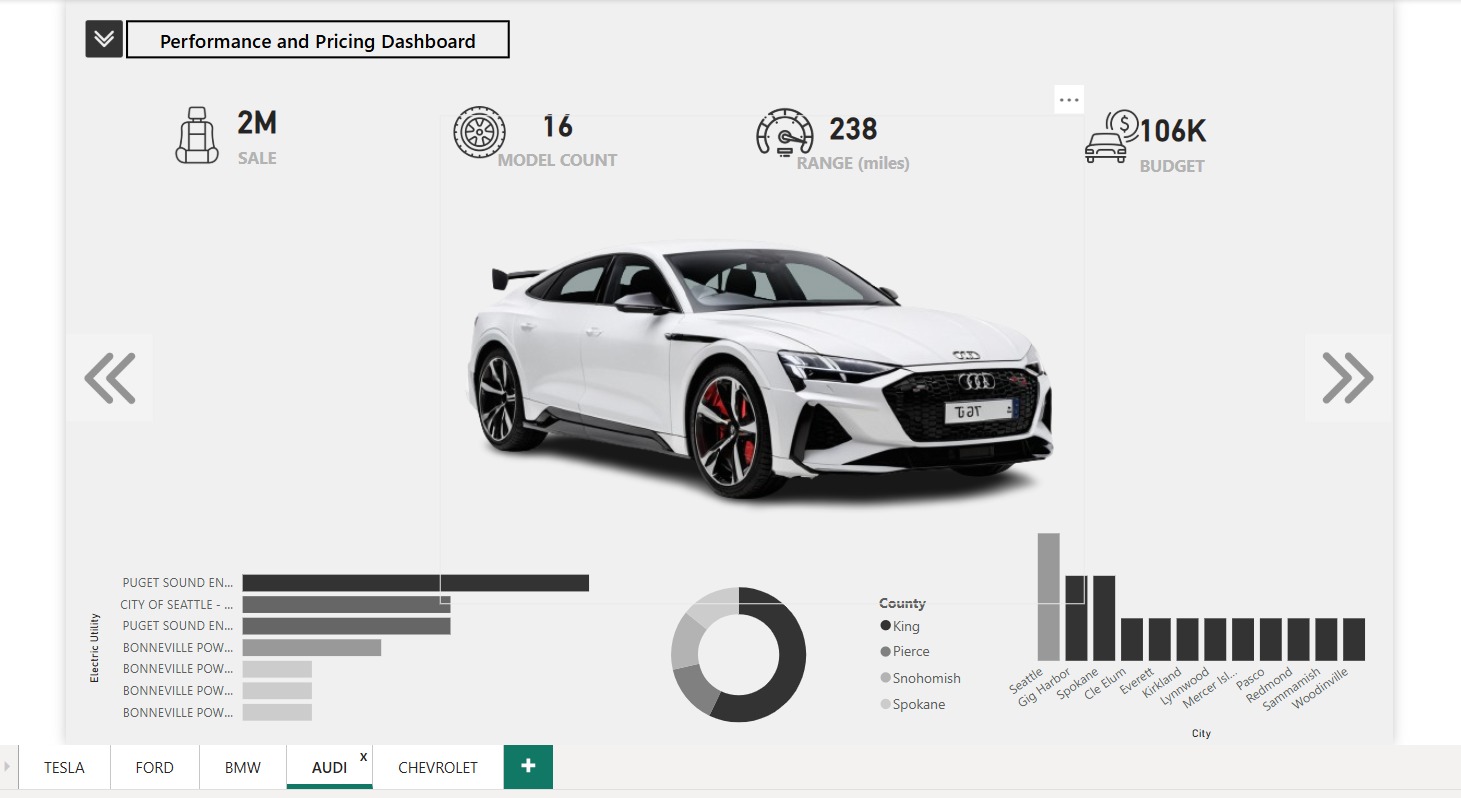 Performance and Pricing Dashboard
2M
SALE
16
MODEL COUNT
238
RANGE (miles)
106K
BUDGET
Electric Utility
PUGET SOUND EN...
CITY OF SEATTLE - ...
PUGET SOUND EN...
BONNEVILLE POW...
BONNEVILLE POW...
BONNEVILLE POW...
BONNEVILLE POW...
County
King
Pierce
Snohomish
Spokane
Seattle
Gig Harbor
Spokane
Cle Elum
Everett
Kirkland
Lynnwood
Mercer Isl...
Pasco
Redmond
Sammamish
Woodinville
City
TESLA
FORD
BMW
AUDI
X
CHEVROLET